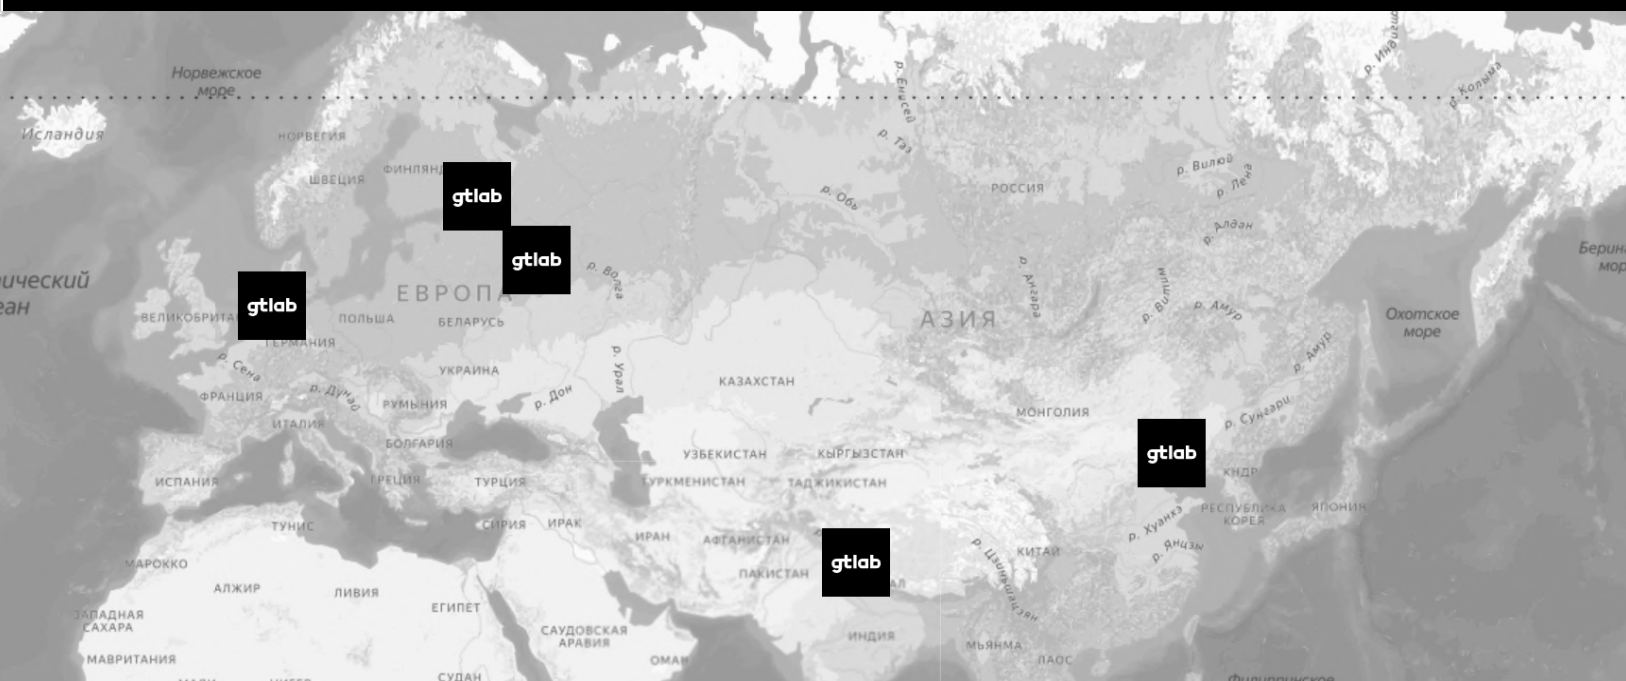 Норвежское
море
Исландия
НОРВЕГИЯ
ФИНЛЯНД
ШВЕЦИЯ
р. Енисей
р. Таз
р. Обь
РОССИЯ
р. Вилюй
р. Лена
р. Алдан
р. Колыма
gtlab
gtlab
gtlab
рический
еан
ЕВРОПА
р. Волга
АЗИЯ
р. Ангара
р. Витим
р. Амур
Охотское
море
Берин
мор
ВЕЛИКОБРИТА
ПОЛЬША
БЕЛАРУСЬ
ГЕРМАНИЯ
р. Сена
УКРАИНА
р. Урал
р. Амур
ФРАНЦИЯ
р. Дунай
РУМЫНИЯ
р. Дон
КАЗАХСТАН
МОНГОЛИЯ
р. Сунгари
ИТАЛИЯ
БОЛГАРИЯ
УЗБЕКИСТАН
КЫРГЫЗСТАН
gtlab
КНДР
ИСПАНИЯ
ГРЕЦИЯ
ТУРЦИЯ
ТУРКМЕНИСТАН
ТАДЖИКИСТАН
РЕСПУБЛИКА
КОРЕЯ
ЯПОНИЯ
ТУНИС
СИРИЯ
ИРАК
ИРАН
АФГАНИСТАН
р. Хуанхэ
р. Янцзы
КИТАЙ
МАРОККО
gtlab
АЛ
ПАКИСТАН
АЛЖИР
ЛИВИЯ
ЕГИПЕТ
ЗАПАДНАЯ
САХАРА
САУДОВСКАЯ
АРАВИЯ
ИНДИЯ
МЬЯНМА
ЛАОС
МАВРИТАНИЯ
ОМАН
СУДАН
Филиппинское